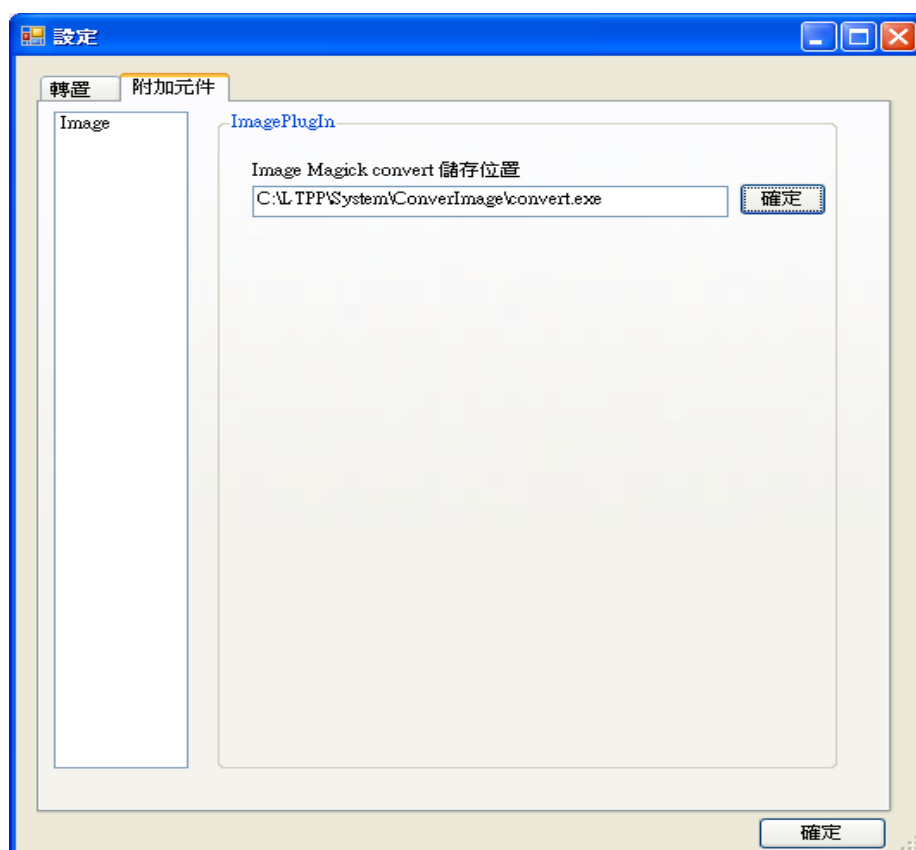 設定
轉置 附加元件
Image
ImagePlugIn
Image Magick convert 儲存位置
C:\LTPP\System\ConverImage\convert.exe
確定
確定